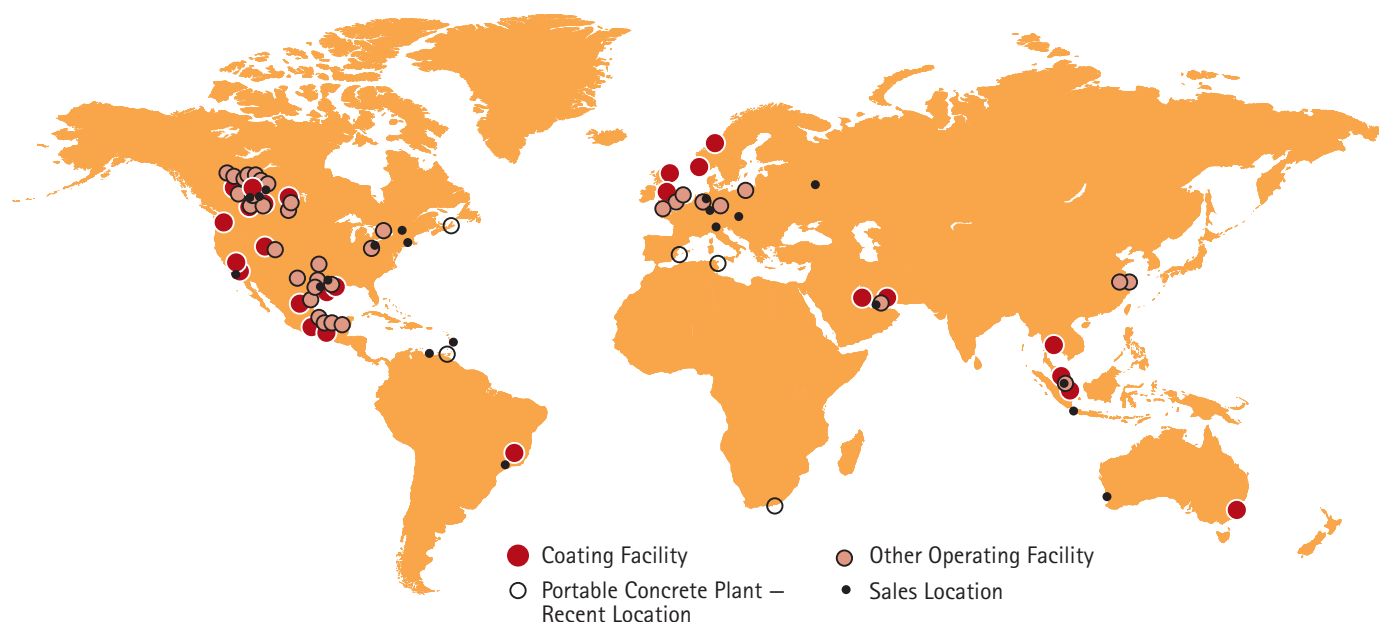 Coating Facility
Portable Concrete Plant —
Recent Location
Other Operating Facility
Sales Location